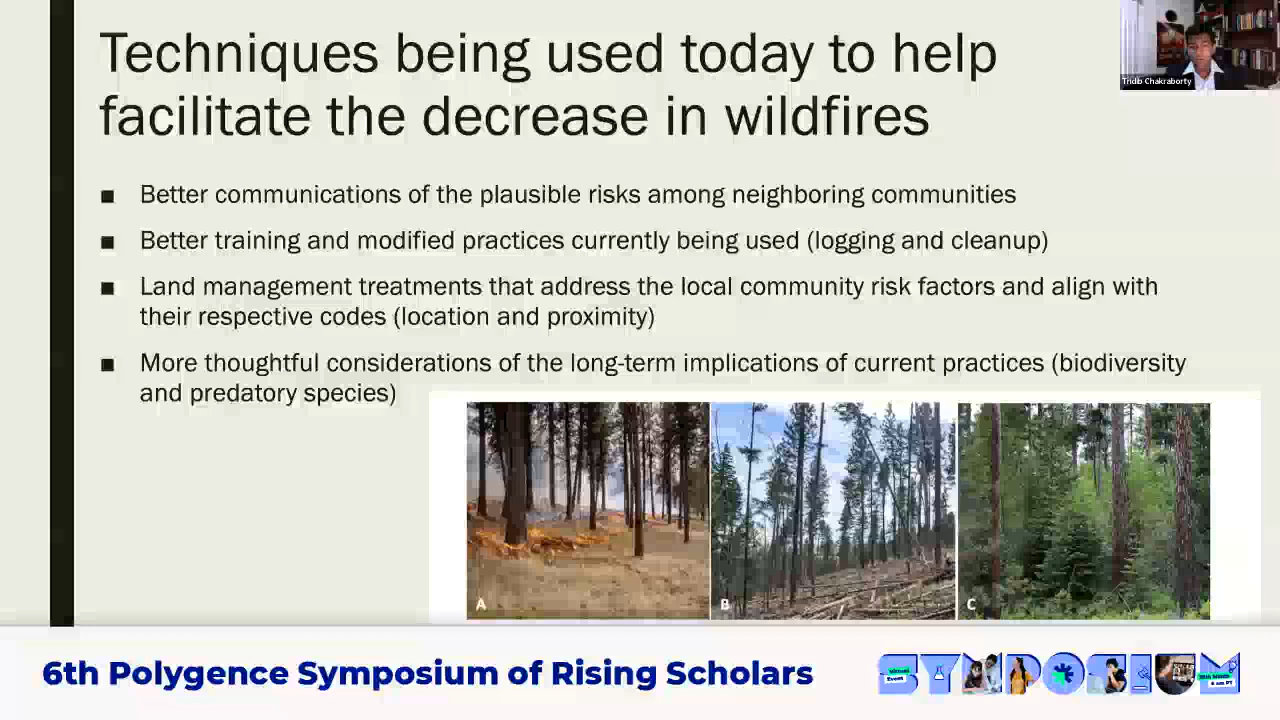 Techniques being used today to help
facilitate the decrease in wildfires
Tridib Chakraborty
■ Better communications of the plausible risks among neighboring communities
■ Better training and modified practices currently being used (logging and cleanup)
■ Land management treatments that address the local community risk factors and align with
their respective codes (location and proximity)
■ More thoughtful considerations of the long-term implications of current practices (biodiversity
and predatory species)
A B C
6th Polygence Symposium of Rising Scholars
SYMPOSIUM
Virtual
Event